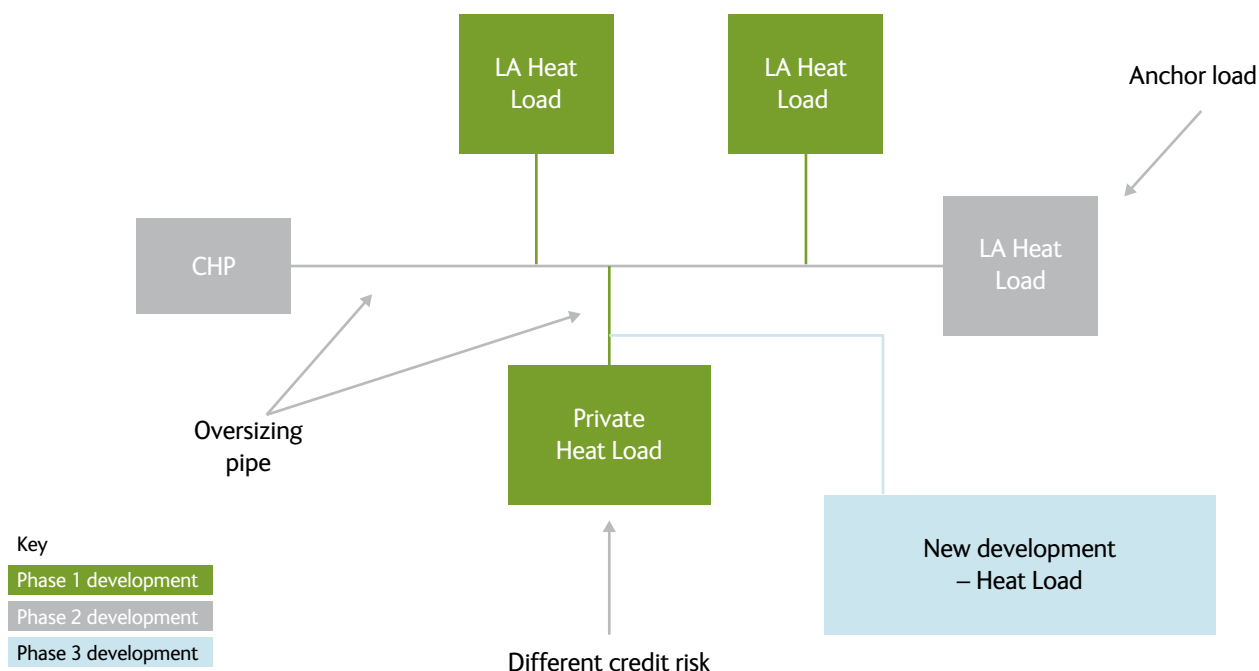 LA Heat
Load
LA Heat
Load
Anchor load
CHP
LA Heat
Load
Oversizing
pipe
Private
Heat Load
New development
– Heat Load
Different credit risk
Key
Phase 1 development
Phase 2 development
Phase 3 development